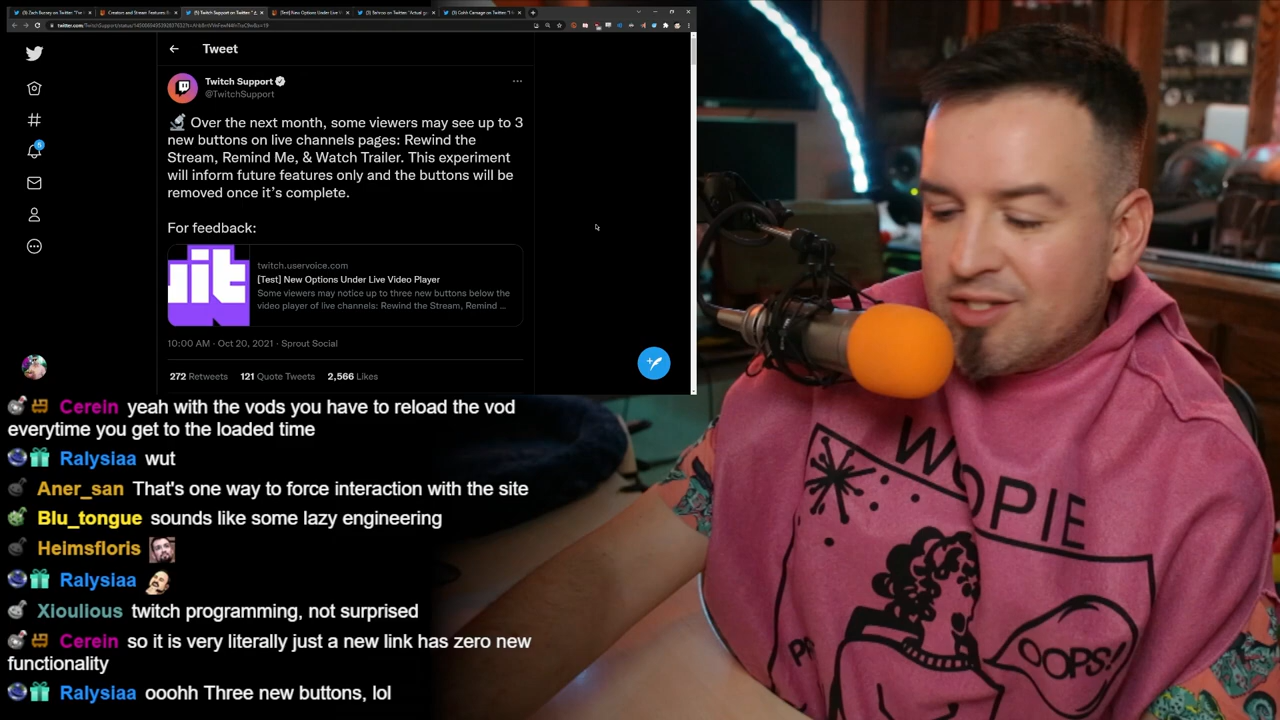 Tweet
Twitch Support
@TwitchSupport
Over the next month, some viewers may see up to 3
new buttons on live channels pages: Rewind the
Stream, Remind Me, & Watch Trailer. This experiment
will inform future features only and the buttons will be
removed once it's complete.
For feedback:
twitch.uservoice.com
[Test] New Options Under Live Video Player
Some viewers may notice up to three new buttons below the
video player of live channels: Rewind the Stream, Remind ...
10:00 AM · Oct 20, 2021 · Sprout Social
272 Retweets 121 Quote Tweets 2,566 Likes
Cerein yeah with the vods you have to reload the vod
everytime you get to the loaded time
Ralysiaa wut
Aner_san That's one way to force interaction with the site
Blu_tongue sounds like some lazy engineering
Heimsfloris
Ralysiaa
Xioulious twitch programming, not surprised
Cerein so it is very literally just a new link has zero new
functionality
Ralysiaa ooohh Three new buttons, lol
WOPIE
OOPS!